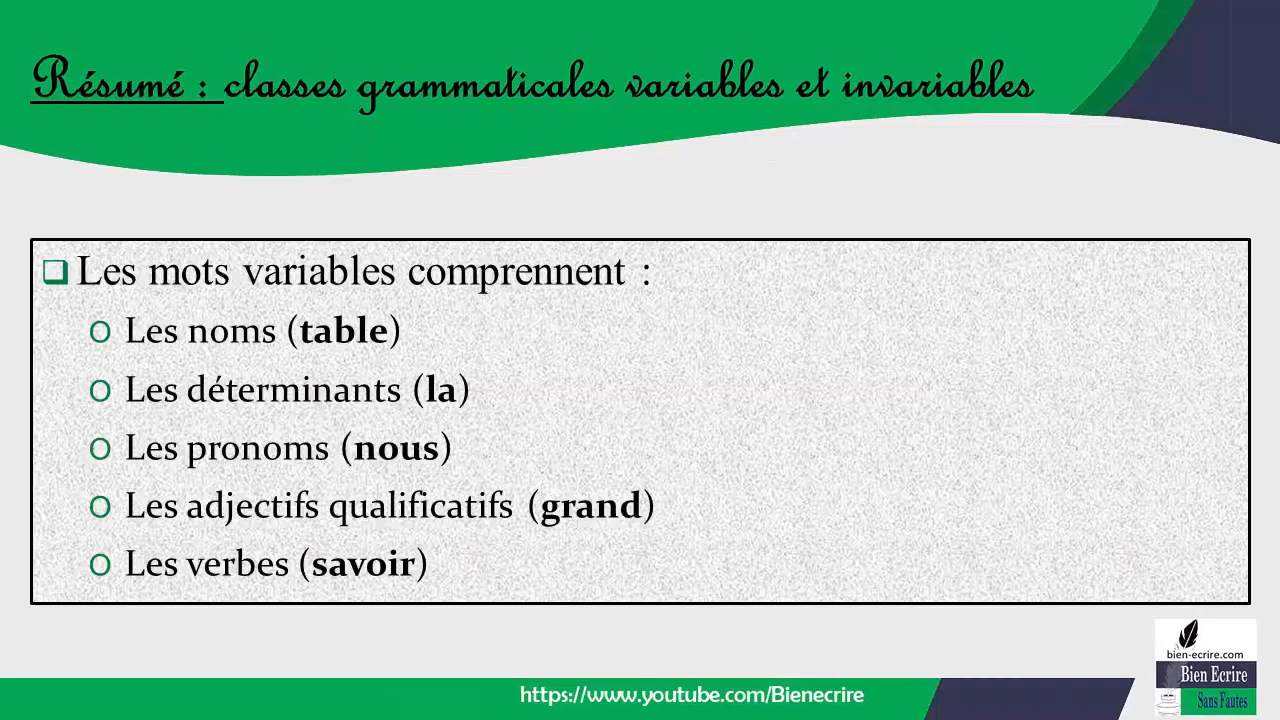 Résumé : classes grammaticales variables et invariables
Les mots variables comprennent :
Les noms (table)
Les déterminants (la)
Les pronoms (nous)
Les adjectifs qualificatifs (grand)
Les verbes (savoir)
bien-ecrire.com
Bien Ecrire
Sans Fautes
https://www.youtube.com/Bienecrire